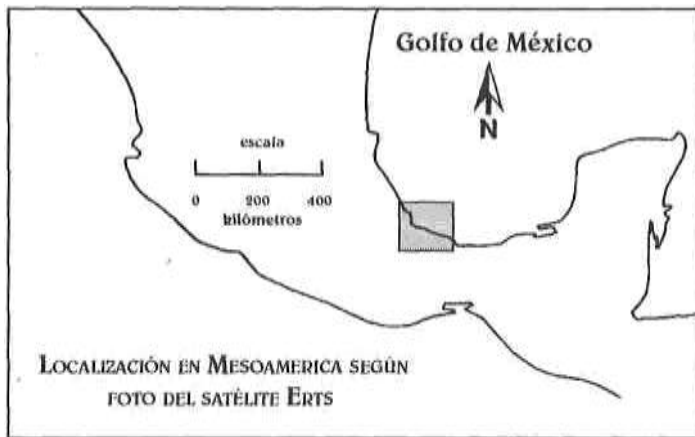 Golfo de México
N
escala
0 200 400
kilómetros
LOCALIZACIÓN EN MESOAMERICA SEGÚN
FOTO DEL SATÉLITE ERTS